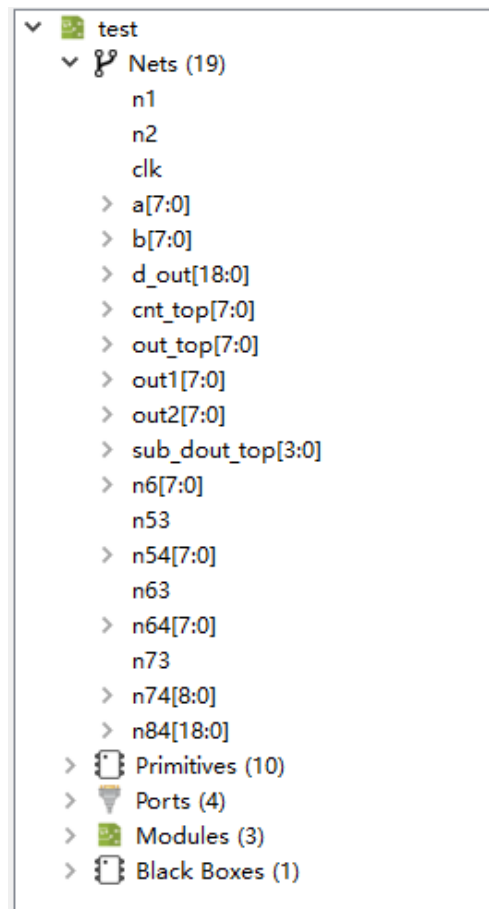 test
Nets (19)
n1
n2
clk
a[7:0]
b[7:0]
d_out[18:0]
cnt_top[7:0]
out_top[7:0]
out1[7:0]
out2[7:0]
sub_dout_top[3:0]
n6[7:0]
n53
n54[7:0]
n63
n64[7:0]
n73
n74[8:0]
n84[18:0]
Primitives (10)
Ports (4)
Modules (3)
Black Boxes (1)